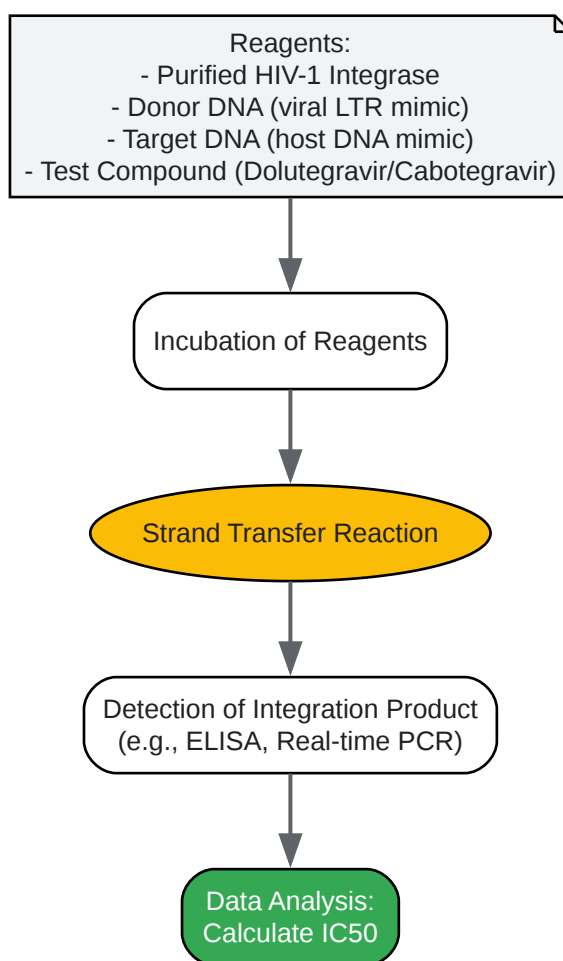 Reagents:
- Purified HIV-1 Integrase
- Donor DNA (viral LTR mimic)
- Target DNA (host DNA mimic)
- Test Compound (Dolutegravir/Cabotegravir)
Incubation of Reagents
Strand Transfer Reaction
Detection of Integration Product
(e.g., ELISA, Real-time PCR)
Data Analysis:
Calculate IC50